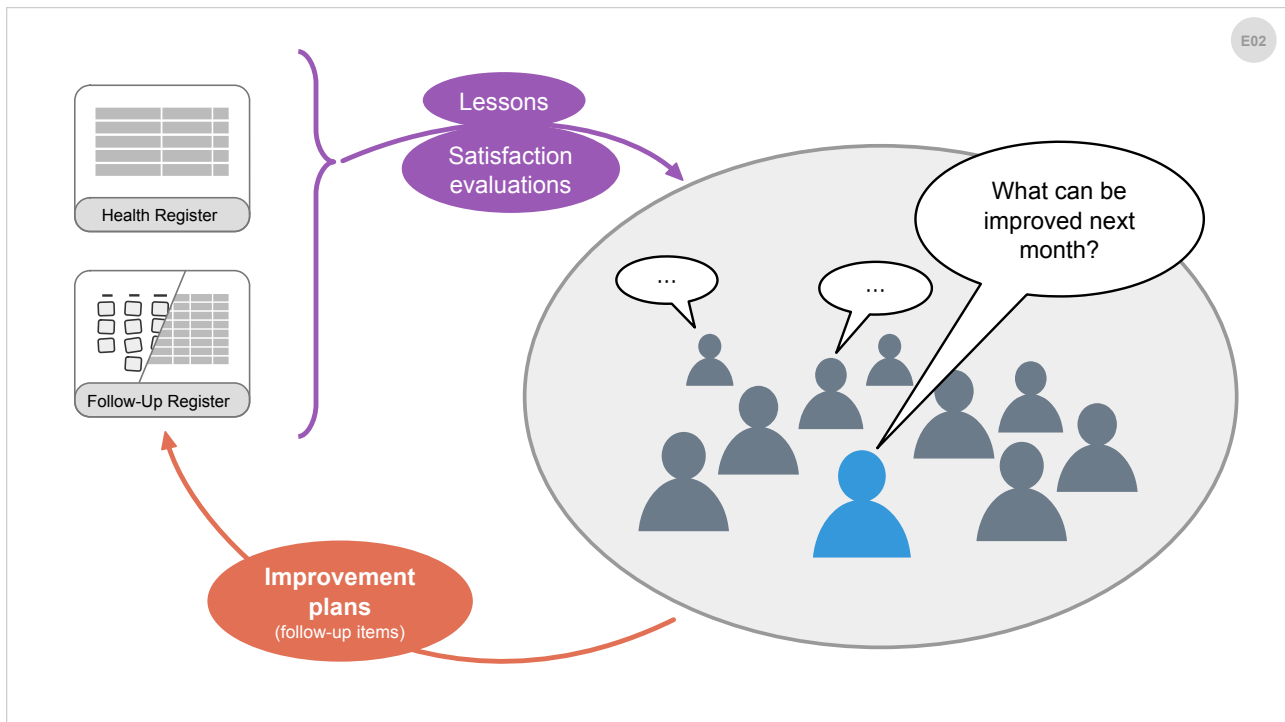 E02
Health Register
Follow-Up Register
Lessons
Satisfaction
evaluations
What can be
improved next
month?
...
...
Improvement
plans
(follow-up items)